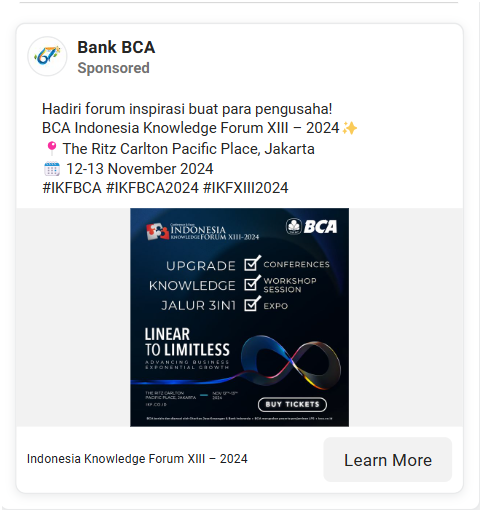 Bank BCA
Sponsored
Hadiri forum inspirasi buat para pengusaha!
BCA Indonesia Knowledge Forum XIII – 2024✨
📍 The Ritz Carlton Pacific Place, Jakarta
🗓️ 12-13 November 2024
#IKFBCA #IKFBCA2024 #IKFXIII2024
INDONESIA
KNOWLEDGE FORUM XIII-2024
BCA
UPGRADE
CONFERENCES
KNOWLEDGE
WORKSHOP
SESSION
JALUR 3IN1
EXPO
LINEAR
TO LIMITLESS
ADVANCING BUSINESS
EXPONENTIAL GROWTH
THE RITZ CARLTON
PACIFIC PLACE, JAKARTA
NOV 12th-13th
2024
BUY TICKETS
Indonesia Knowledge Forum XIII – 2024
Learn More